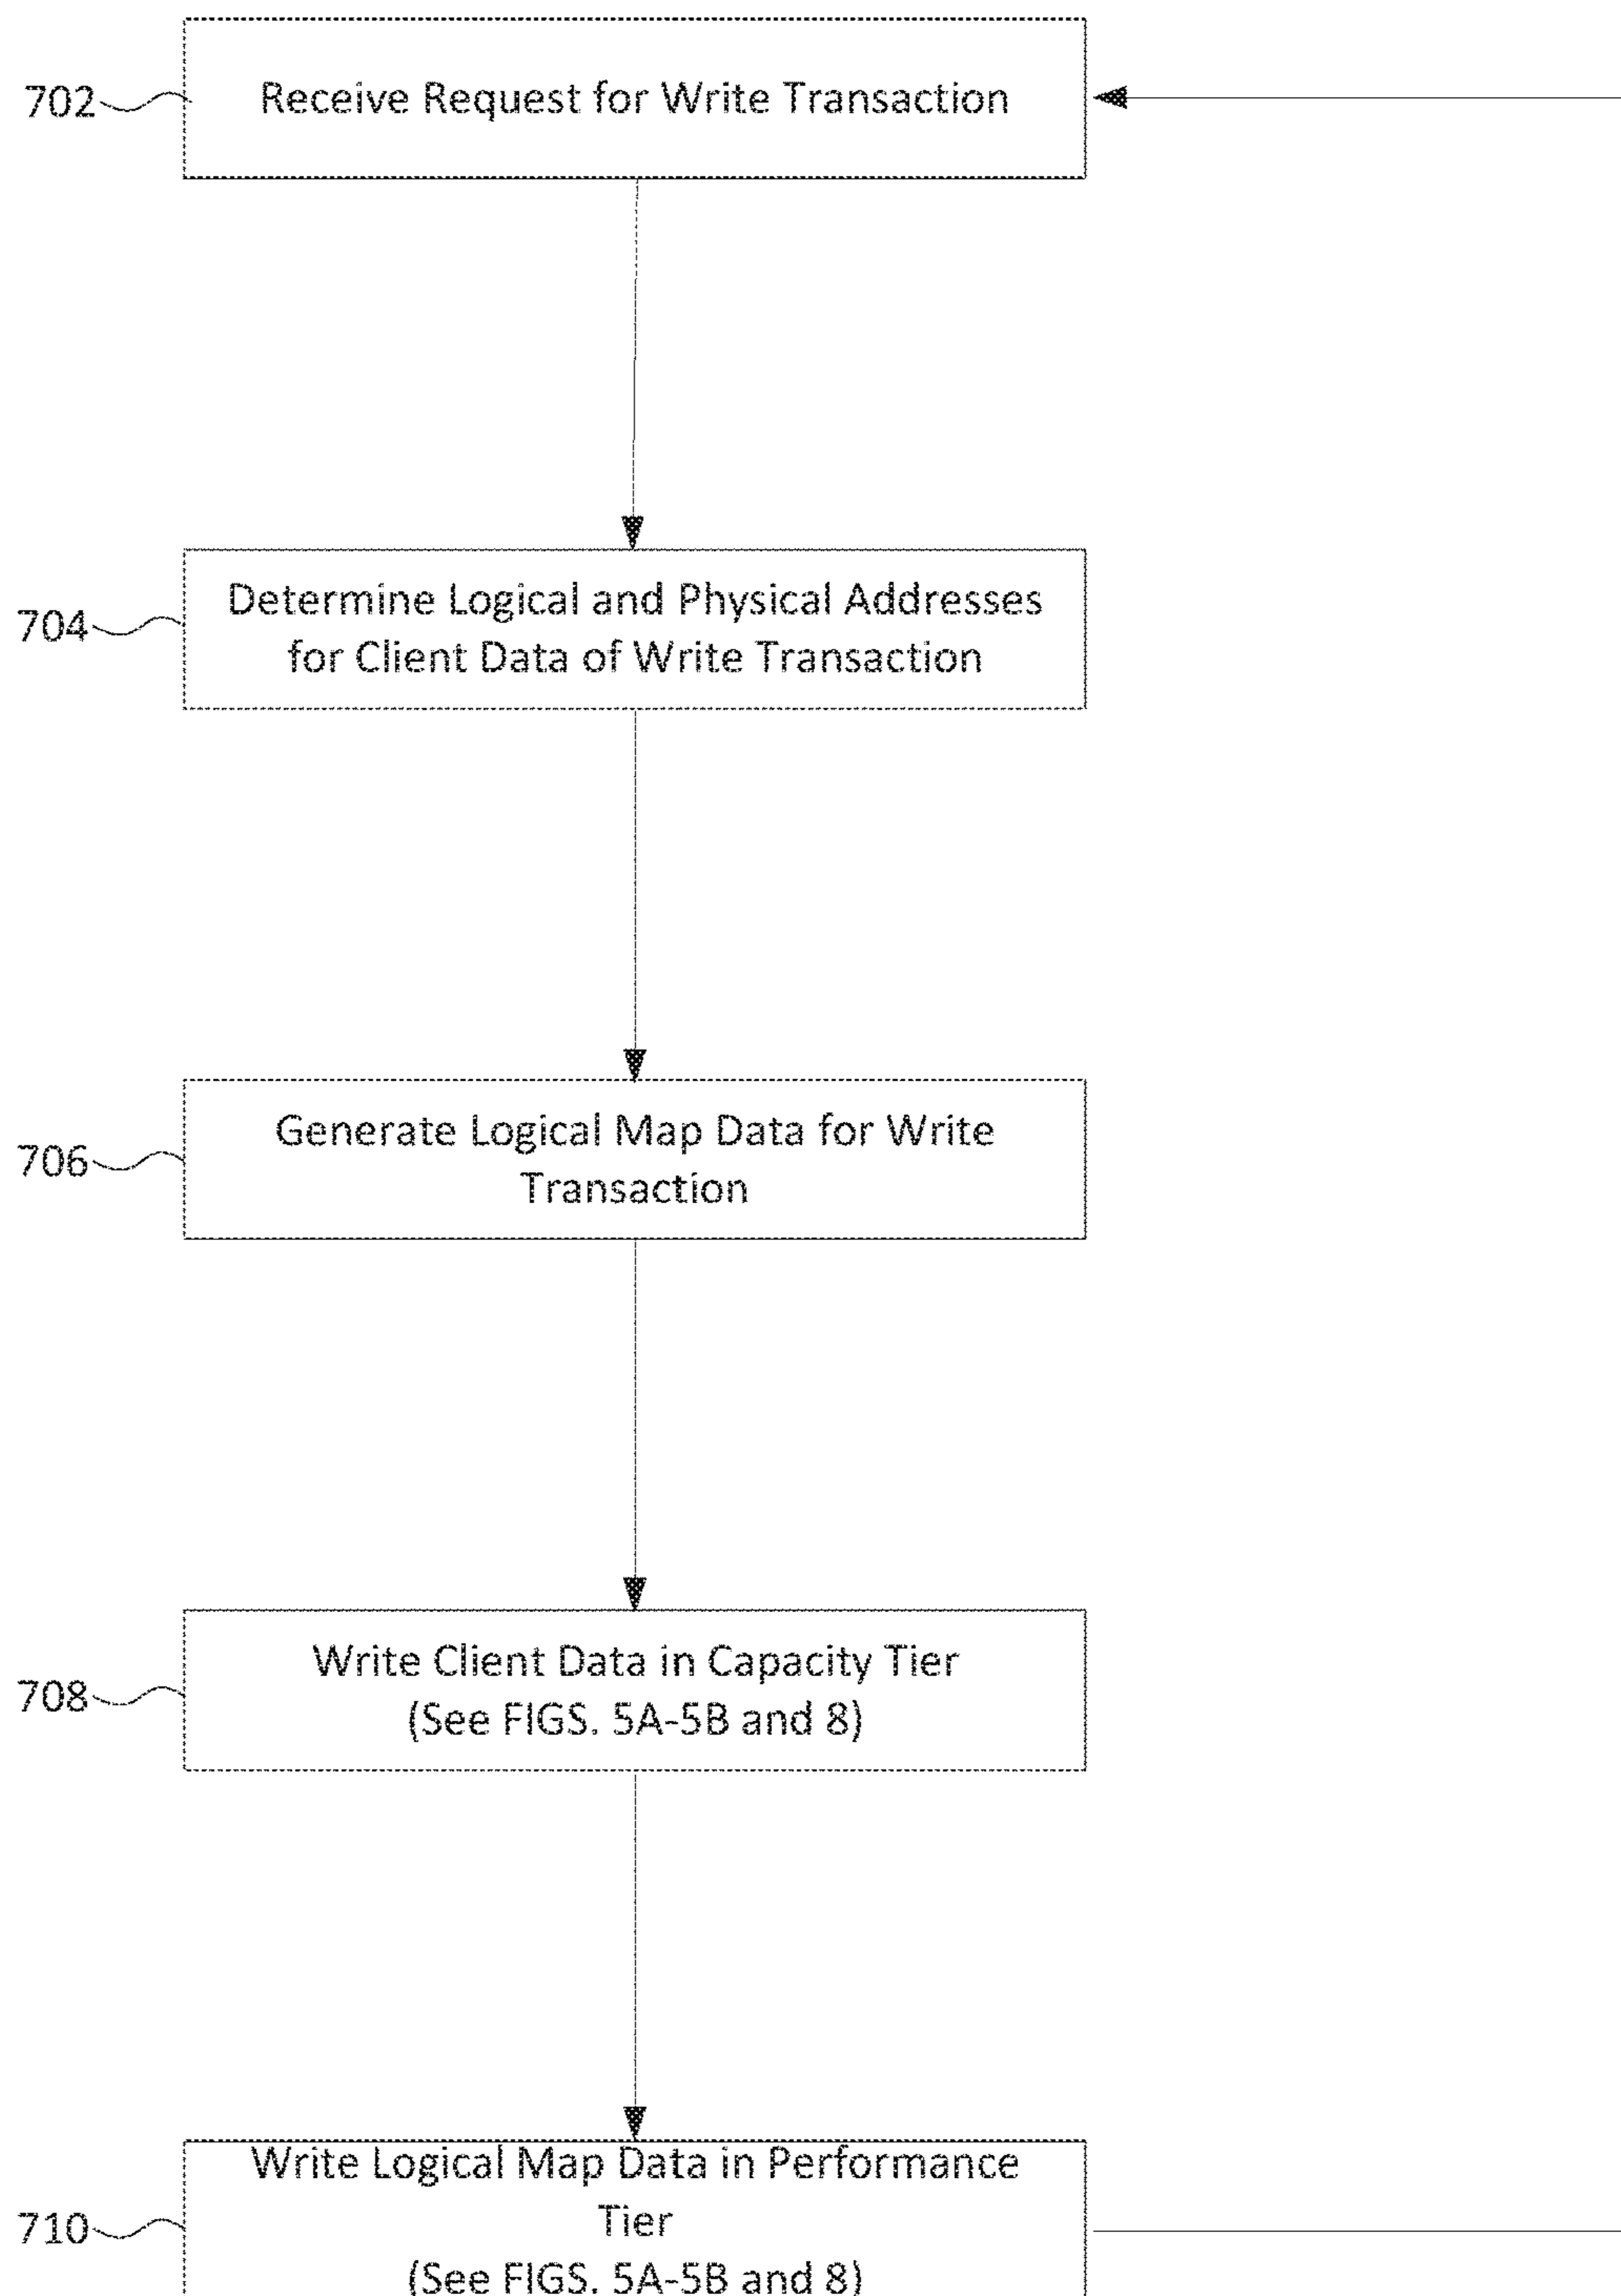 702
Receive Request for Write Transaction
704
Determine Logical and Physical Addresses
for Client Data of Write Transaction
706
Generate Logical Map Data for Write
Transaction
708
Write Client Data in Capacity Tier
(See FIGS. 5A-5B and 8)
710
Write Logical Map Data in Performance
Tier
(See FIGS. 5A-5B and 8)